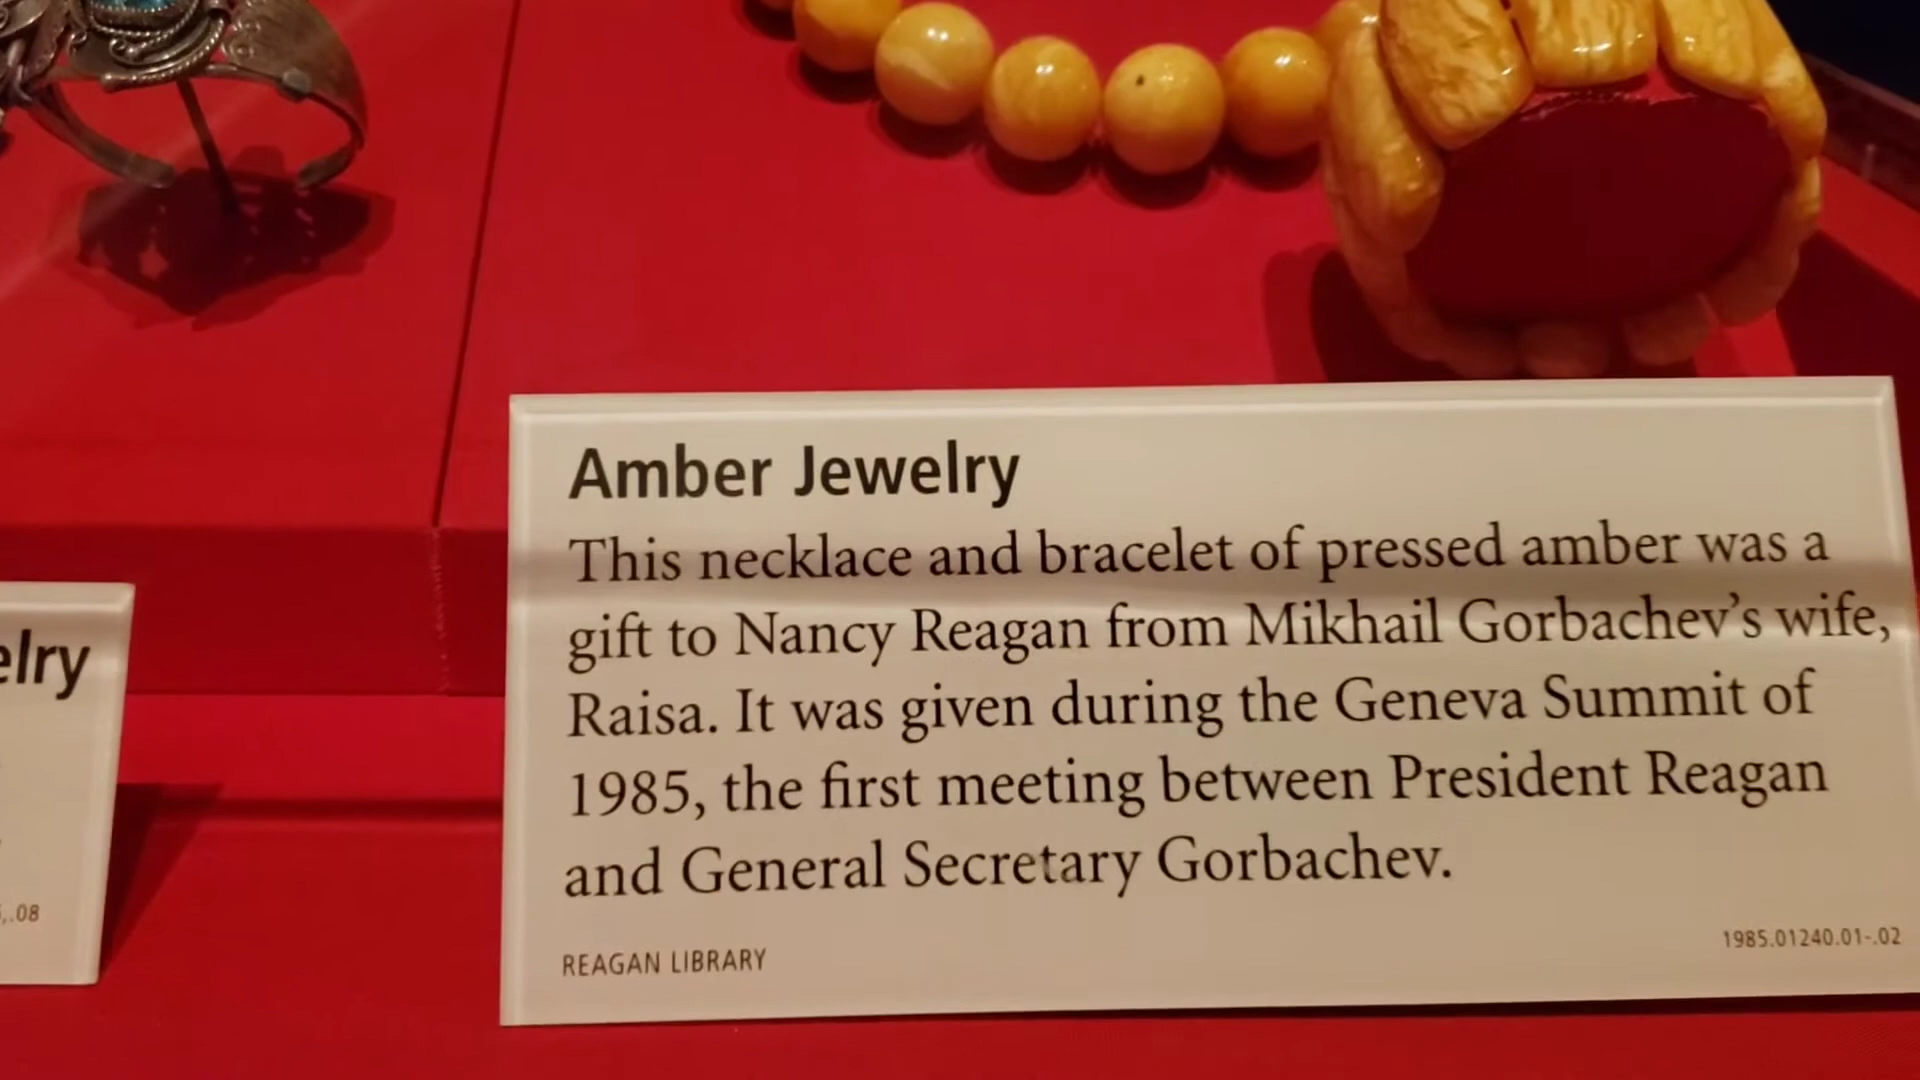 Amber Jewelry
This necklace and bracelet of pressed amber was a
gift to Nancy Reagan from Mikhail Gorbachev’s wife,
Raisa. It was given during the Geneva Summit of
1985, the first meeting between President Reagan
and General Secretary Gorbachev.
REAGAN LIBRARY
1985.01240.01-.02
elry
.08